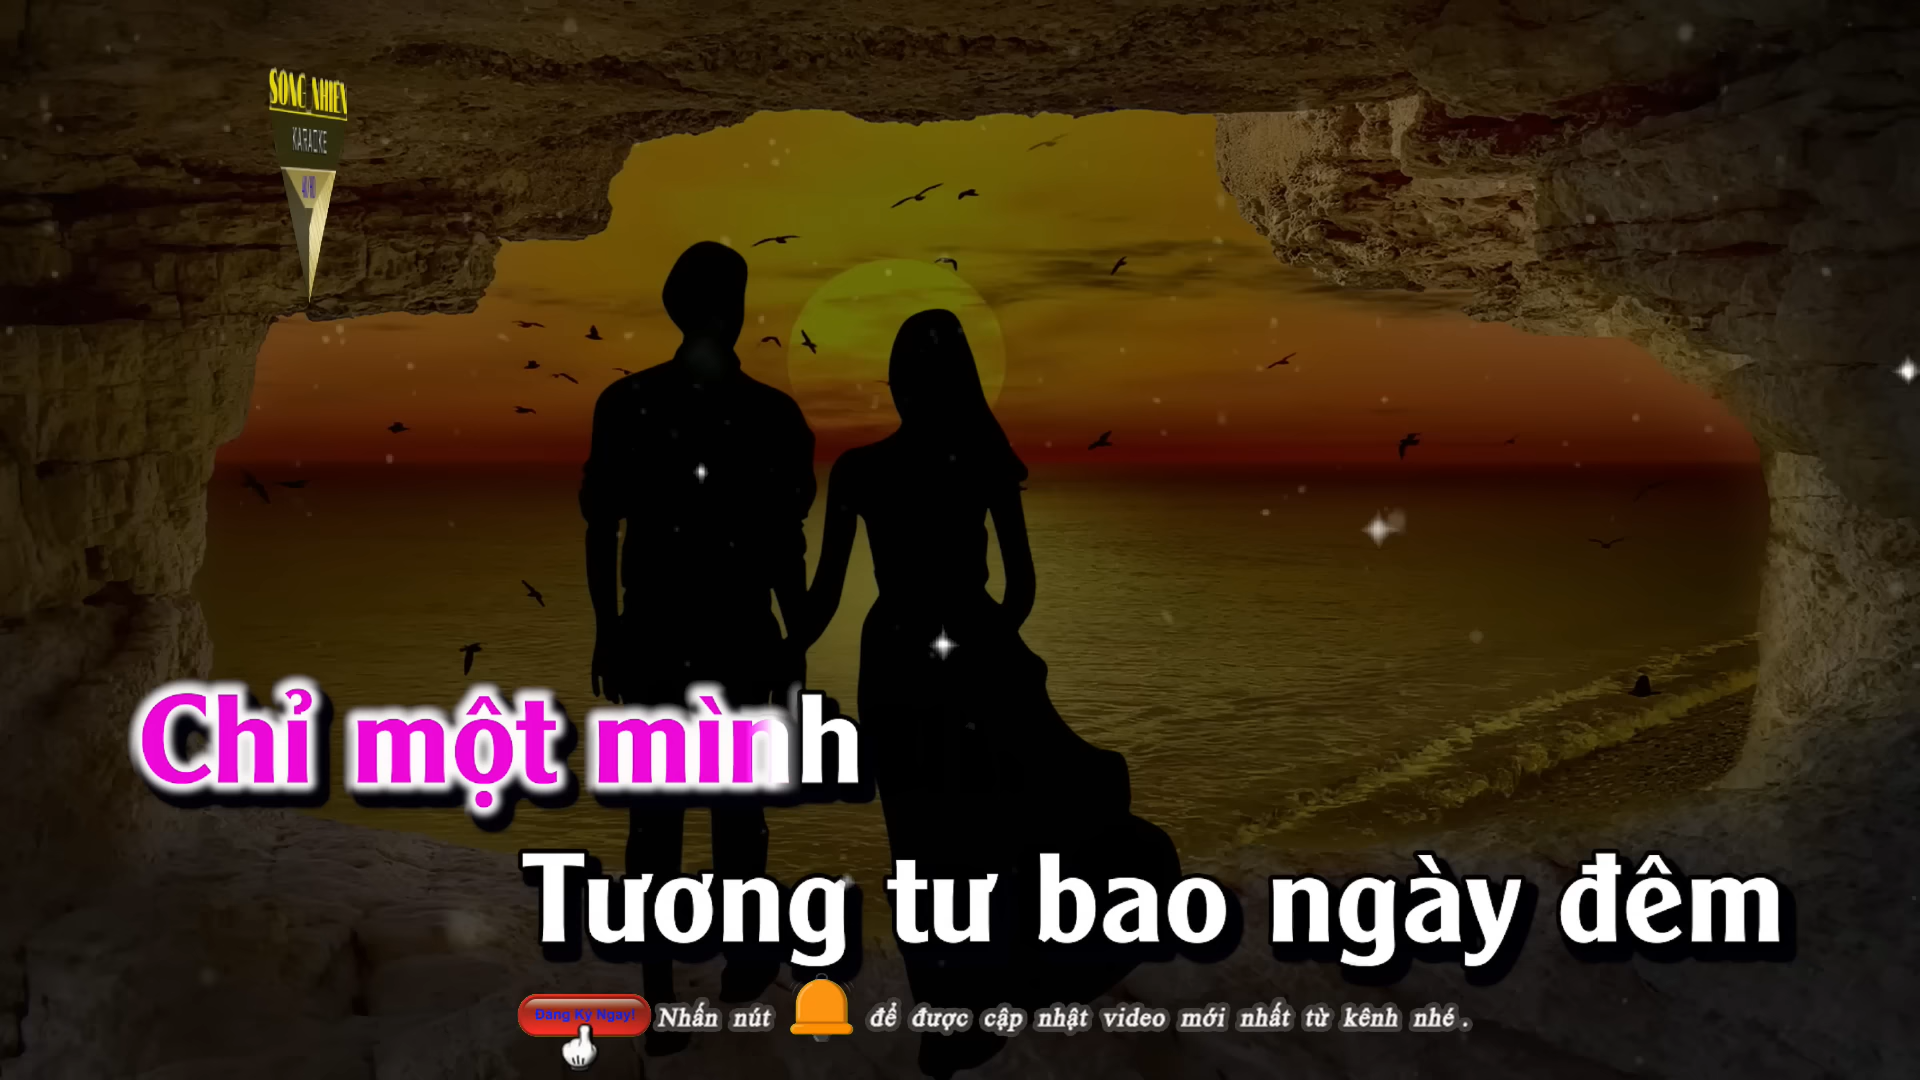 SONG NHIEN
KARAOKE
Chỉ một mình
Tương tư bao ngày đêm
Đăng Ký Ngay! Nhấn nút để được cập nhật video mới nhất từ kênh nhé .